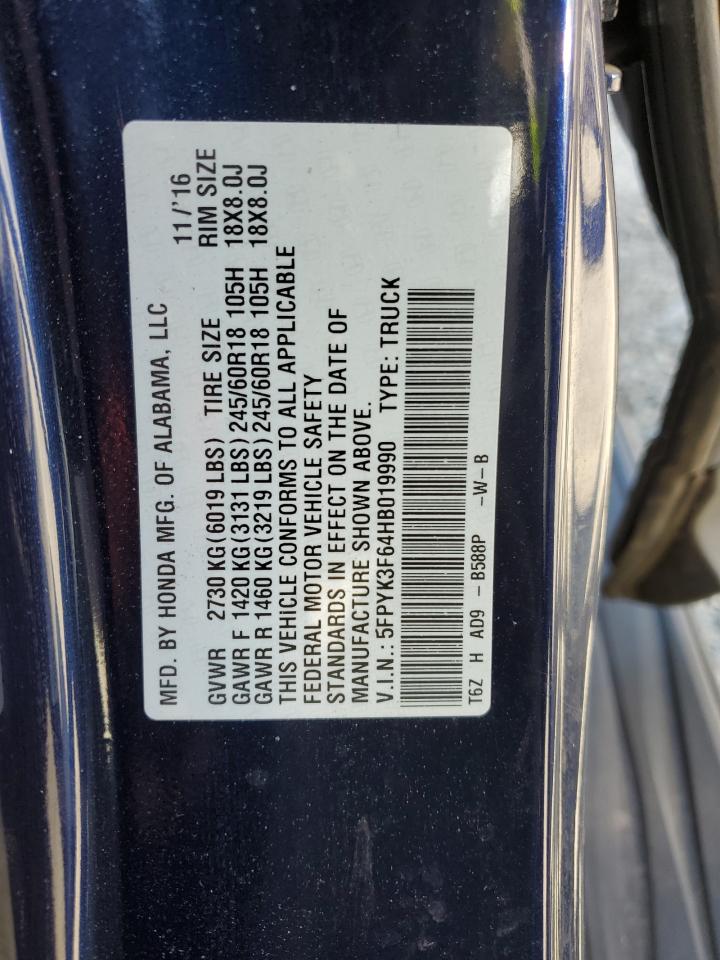 MFD. BY HONDA MFG. OF ALABAMA, LLC 11/'16
GVWR 2730 KG (6019 LBS) TIRE SIZE RIM SIZE
GAWR F 1420 KG (3131 LBS) 245/60R18 105H 18X8.0J
GAWR R 1460 KG (3219 LBS) 245/60R18 105H 18X8.0J
THIS VEHICLE CONFORMS TO ALL APPLICABLE
FEDERAL MOTOR VEHICLE SAFETY
STANDARDS IN EFFECT ON THE DATE OF
MANUFACTURE SHOWN ABOVE.
V.I.N.: 5FPYK3F64HB019990 TYPE: TRUCK
T6Z H AD9 - B588P -W-B